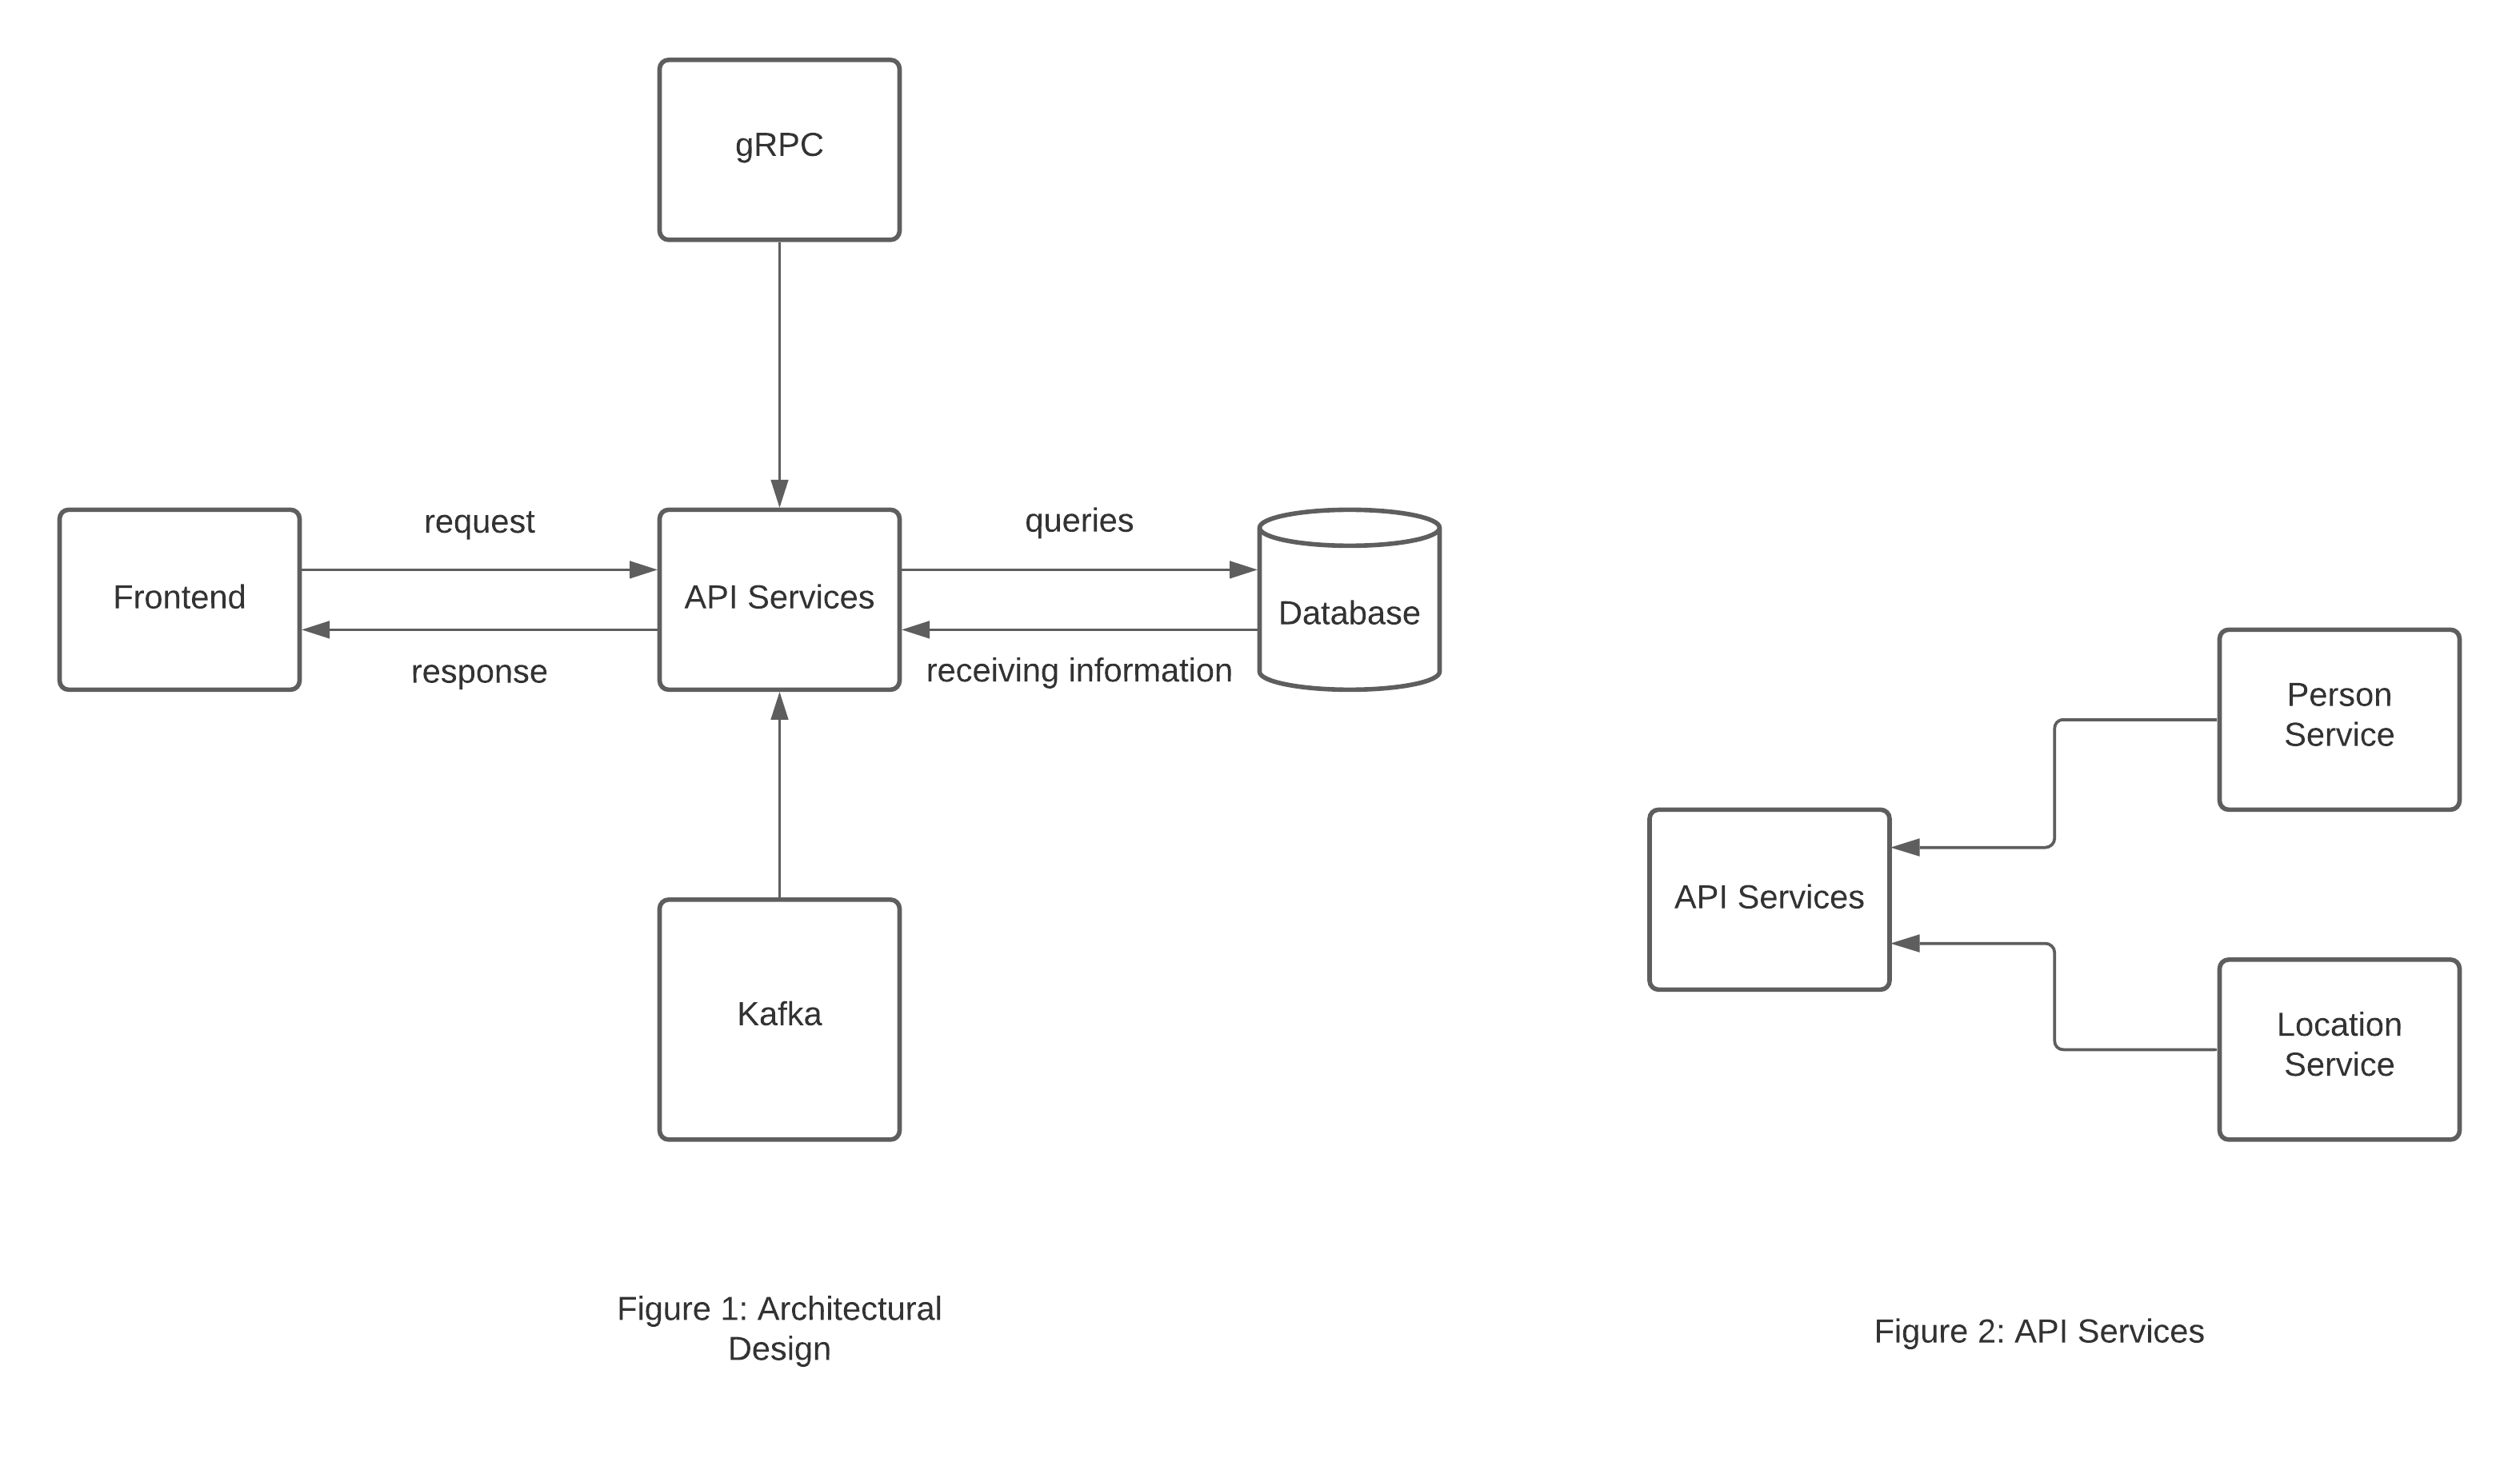 gRPC
request
queries
Frontend
API Services
Database
response
receiving information
Kafka
Figure 1: Architectural
Design
Person
Service
API Services
Location
Service
Figure 2: API Services